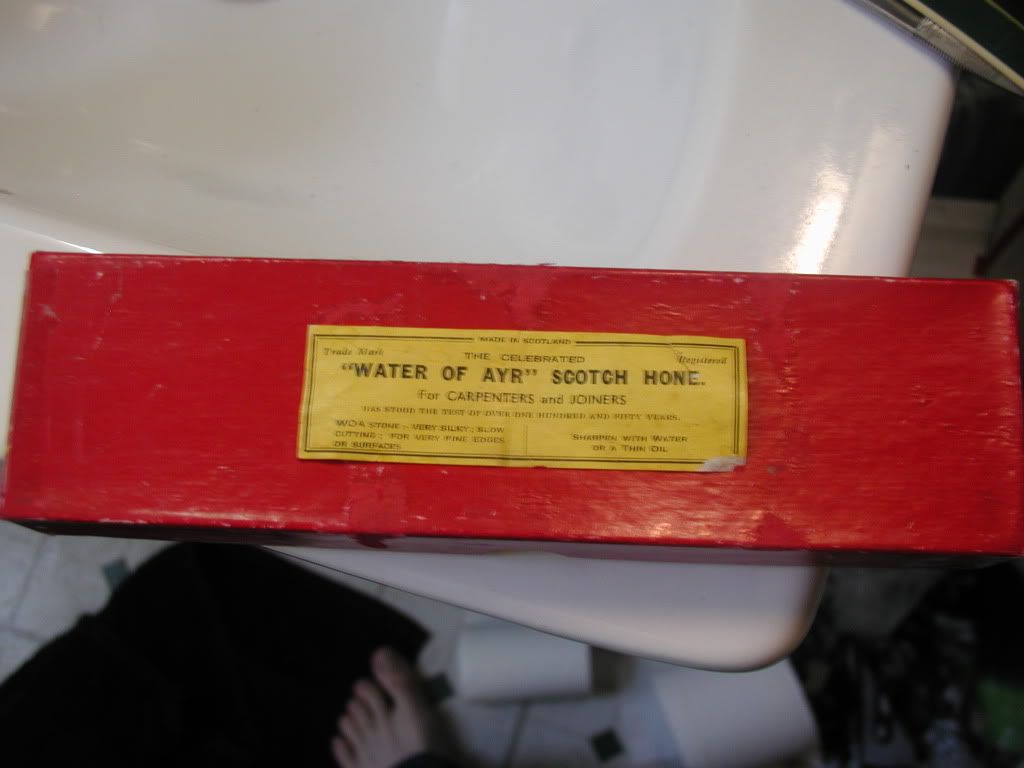 MADE IN SCOTLAND
Trade Mark
THE CELEBRATED
Registered
"WATER OF AYR" SCOTCH HONE.
For CARPENTERS and JOINERS
HAS STOOD THE TEST OF OVER ONE HUNDRED AND FIFTY YEARS.
WOA STONE:- VERY SILKY; SLOW
CUTTING; FOR VERY FINE EDGES
OR SURFACES
SHARPEN WITH WATER
OR A THIN OIL